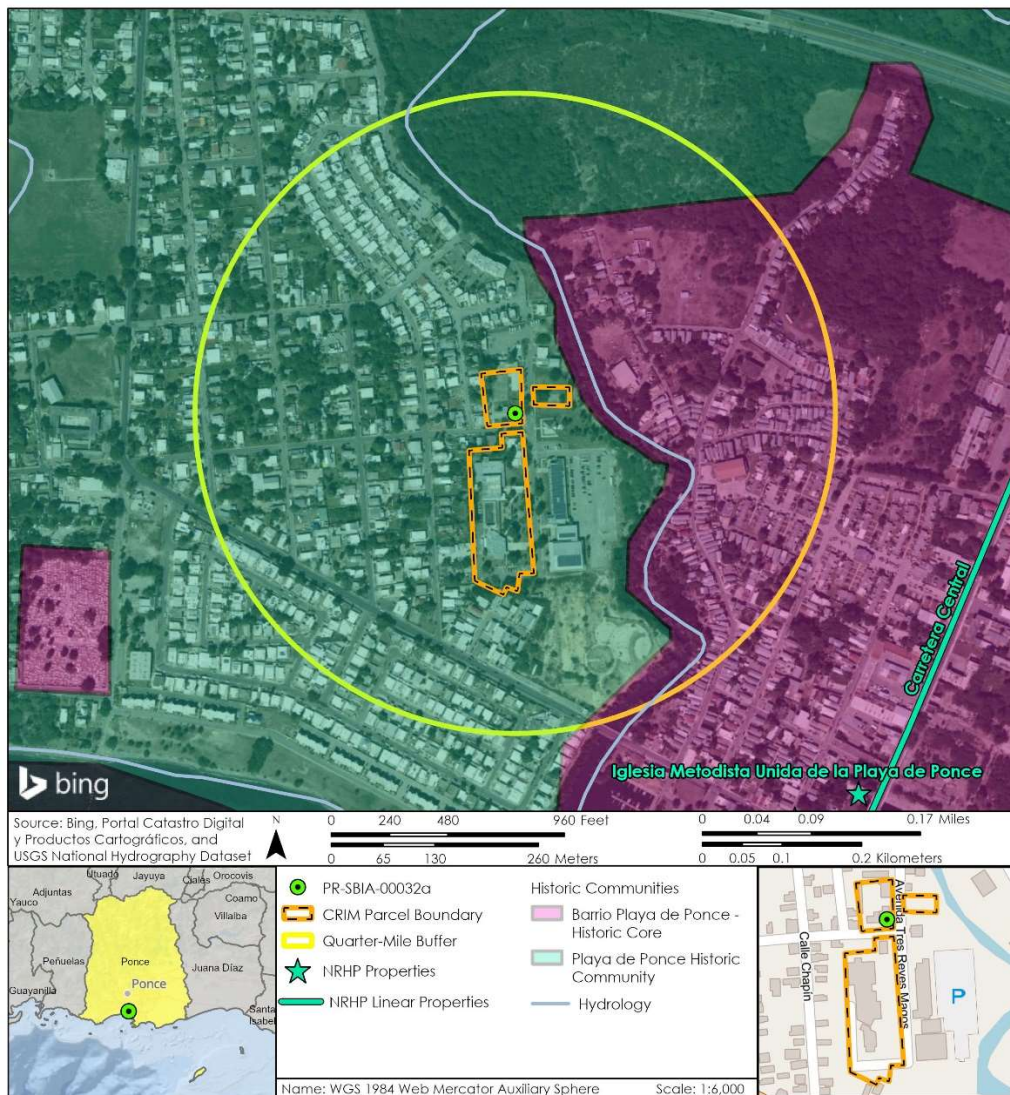 Carretera Central
Iglesia Metodista Unida de la Playa de Ponce
bing
Source: Bing, Portal Catastro Digital
y Productos Cartográficos, and
USGS National Hydrography Dataset
N
0 240 480 960 Feet
0 65 130 260 Meters
0 0.04 0.09 0.17 Miles
0 0.05 0.1 0.2 Kilometers
Utuado
Jayuya
Ciales
Orocovis
Adjuntas
Coamo
Yauco
Villalba
Peñuelas
Ponce
Juana Díaz
Ponce
Guayanilla
Santa
Isabel
PR-SBIA-00032a
CRIM Parcel Boundary
Quarter-Mile Buffer
NRHP Properties
NRHP Linear Properties
Historic Communities
Barrio Playa de Ponce -
Historic Core
Playa de Ponce Historic
Community
Hydrology
Name: WGS 1984 Web Mercator Auxiliary Sphere
Scale: 1:6,000
Calle Chapin
Avenida Tres Reyes Magos
P